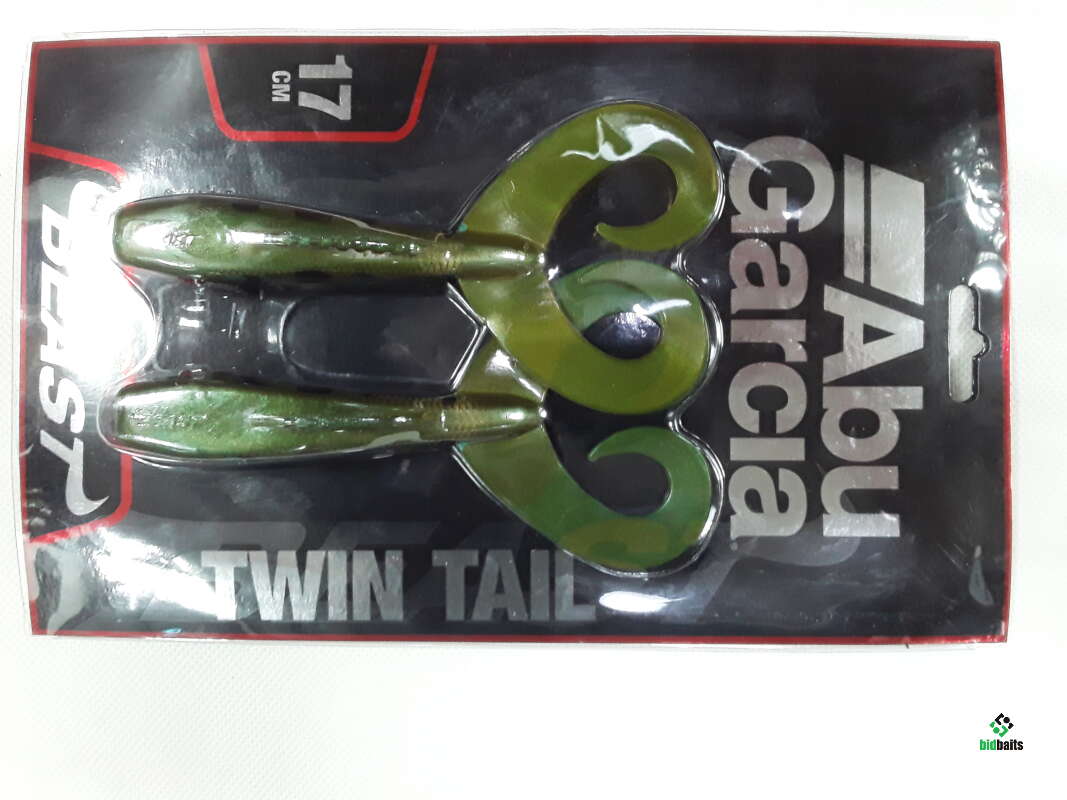 Abu
Garcia
17
CM
BEAST
TWIN TAIL
bidbaits